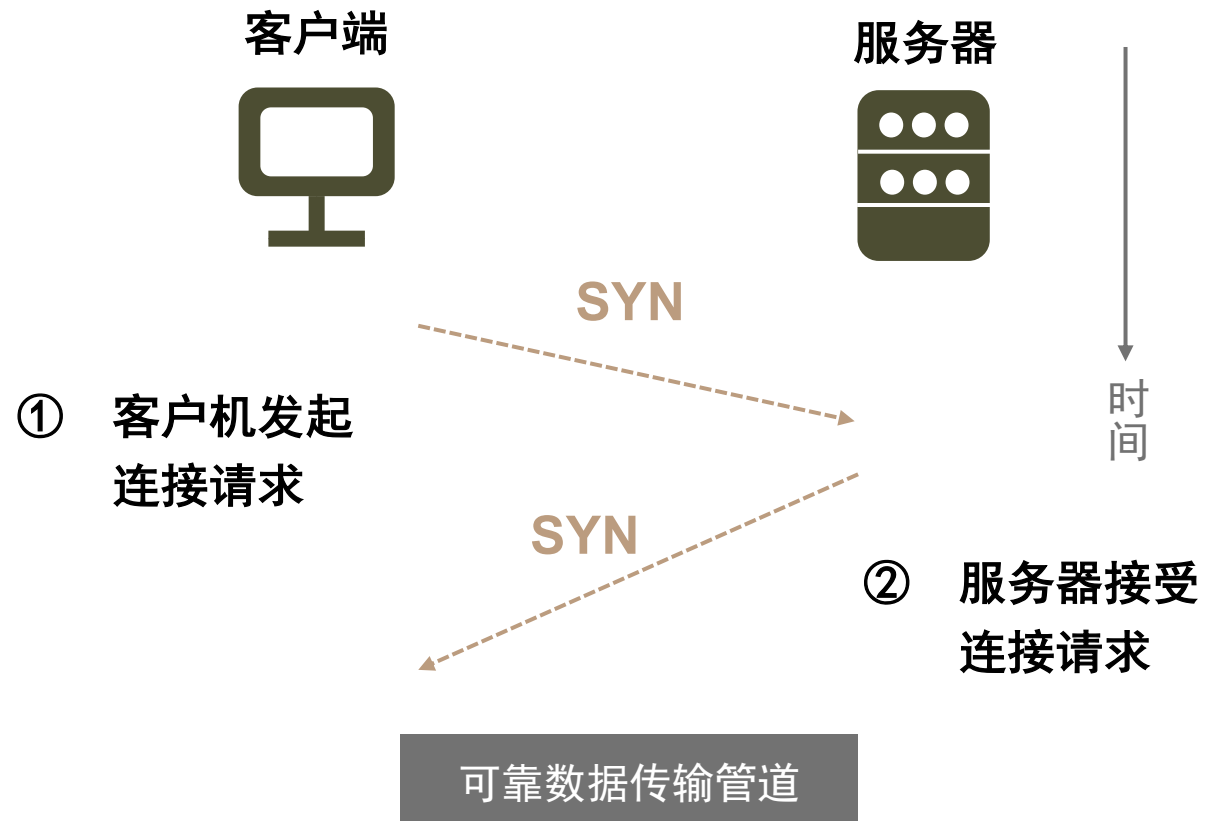 客户端
服务器
SYN
时
间
① 客户机发起
连接请求
SYN
② 服务器接受
连接请求
可靠数据传输管道